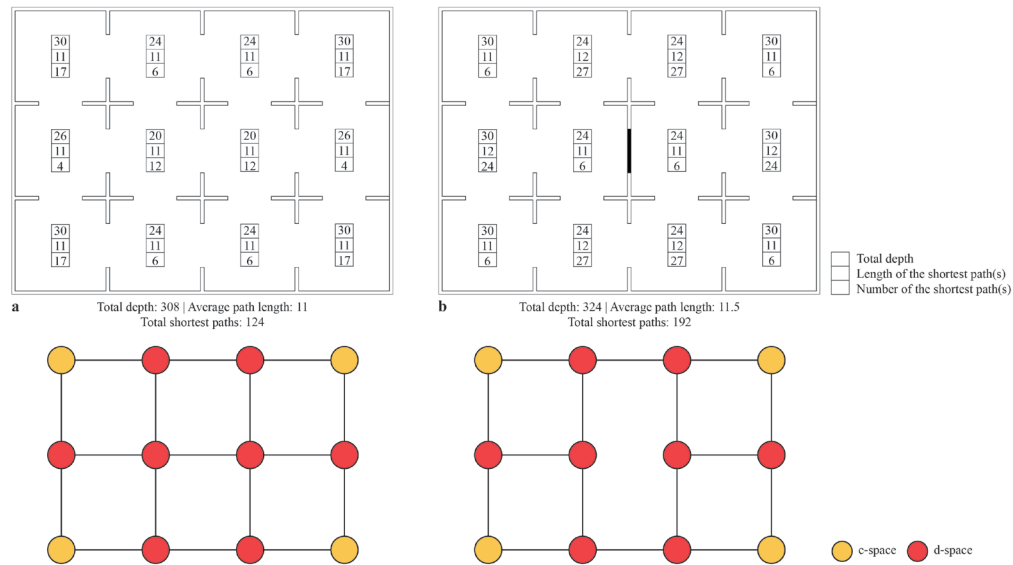 30 24 24 30 30 24 24 30
11 11 11 11 11 12 12 11
17 6 6 17 6 27 27 6
26 20 20 26 30 24 24 30
11 11 11 11 12 11 11 12
4 12 12 4 24 6 6 24
30 24 24 30 30 24 24 30
11 11 11 11 11 12 12 11
17 6 6 17 6 27 27 6
Total depth
Length of the shortest path(s)
Number of the shortest path(s)
a Total depth: 308 | Average path length: 11
Total shortest paths: 124
b Total depth: 324 | Average path length: 11.5
Total shortest paths: 192
c-space d-space